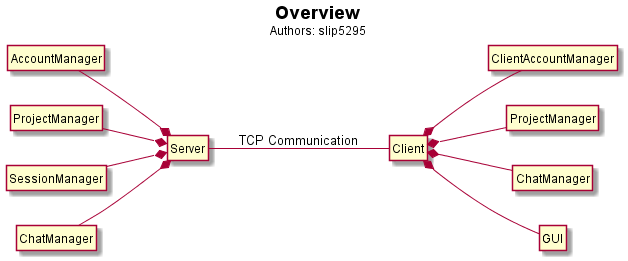 Overview
Authors: slip5295
AccountManager
ClientAccountManager
ProjectManager
ProjectManager
TCP Communication
Server
Client
SessionManager
ChatManager
ChatManager
GUI